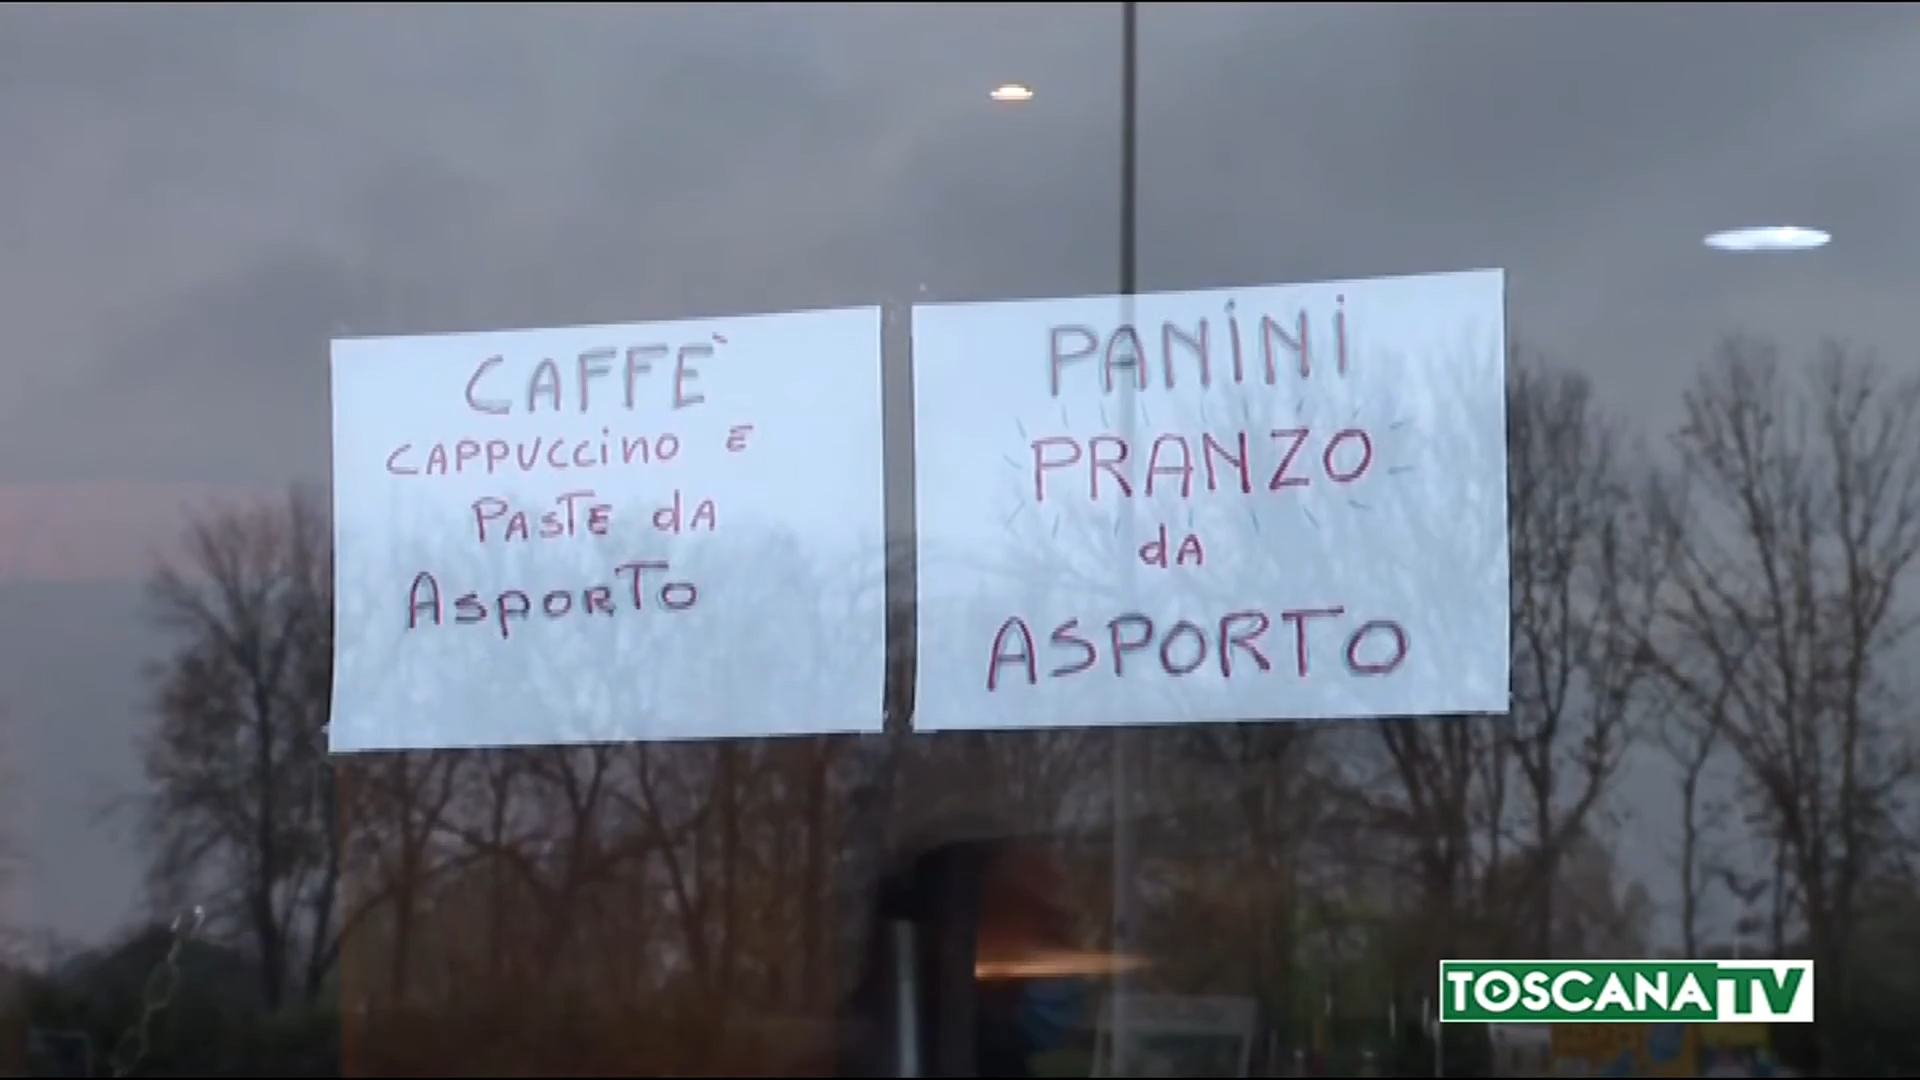 CAFFÈ
CAPPUCCiNO E
PASTE dA
ASpORTO
PANiNi
PRANZO
dA
ASPORTO
TOSCANA TV